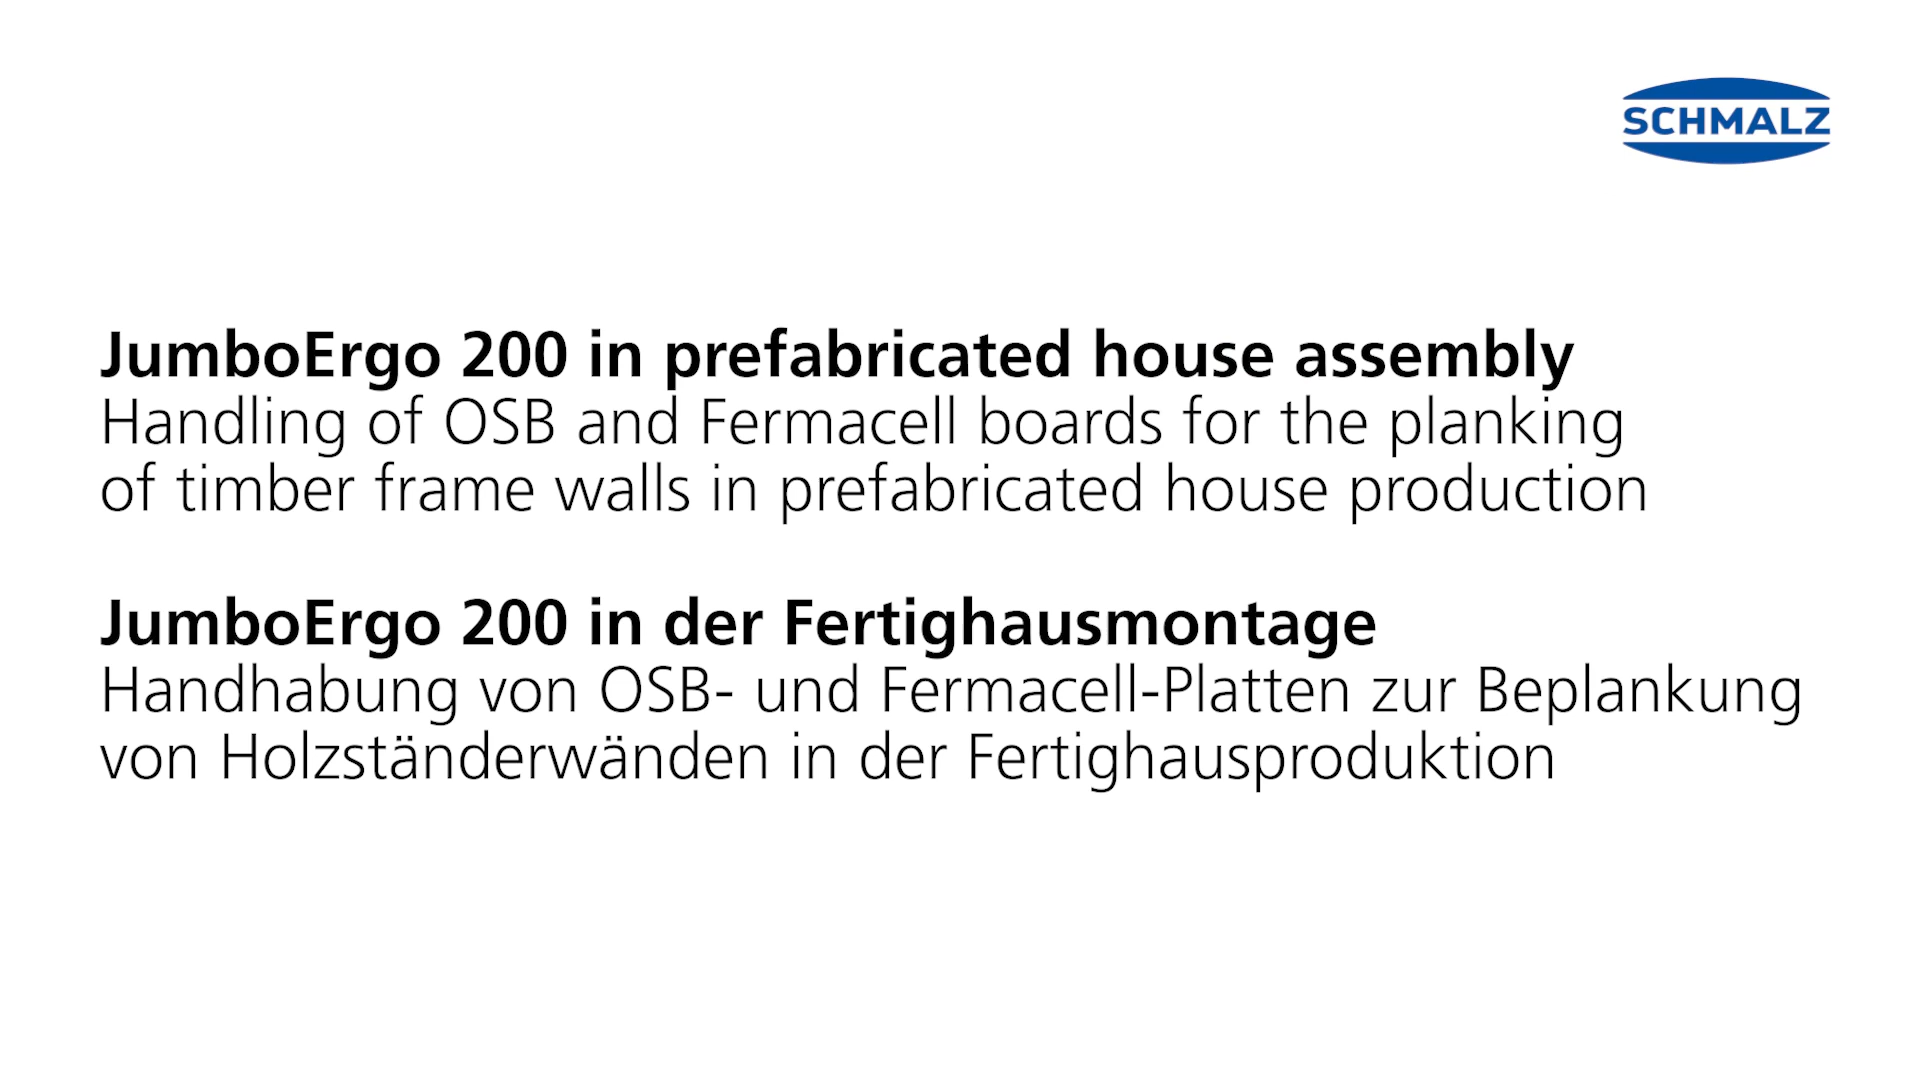 SCHMALZ
JumboErgo 200 in prefabricated house assembly
Handling of OSB and Fermacell boards for the planking
of timber frame walls in prefabricated house production
JumboErgo 200 in der Fertighausmontage
Handhabung von OSB- und Fermacell-Platten zur Beplankung
von Holzständerwänden in der Fertighausproduktion